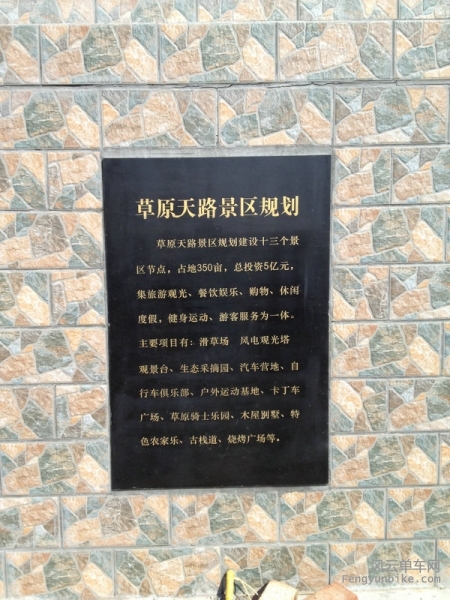 草原天路景区规划
草原天路景区规划建设十三个景
区节点，占地350亩，总投资5亿元，
集旅游观光、餐饮娱乐、购物、休闲
度假，健身运动、游客服务为一体。
主要项目有：滑草场　风电观光塔
观景台、生态采摘园、汽车营地、自
行车俱乐部、户外运动基地、卡丁车
广场、草原骑士乐园、木屋别墅、特
色农家乐、古栈道、烧烤广场等。
风云单车网
Fengyunbike.com